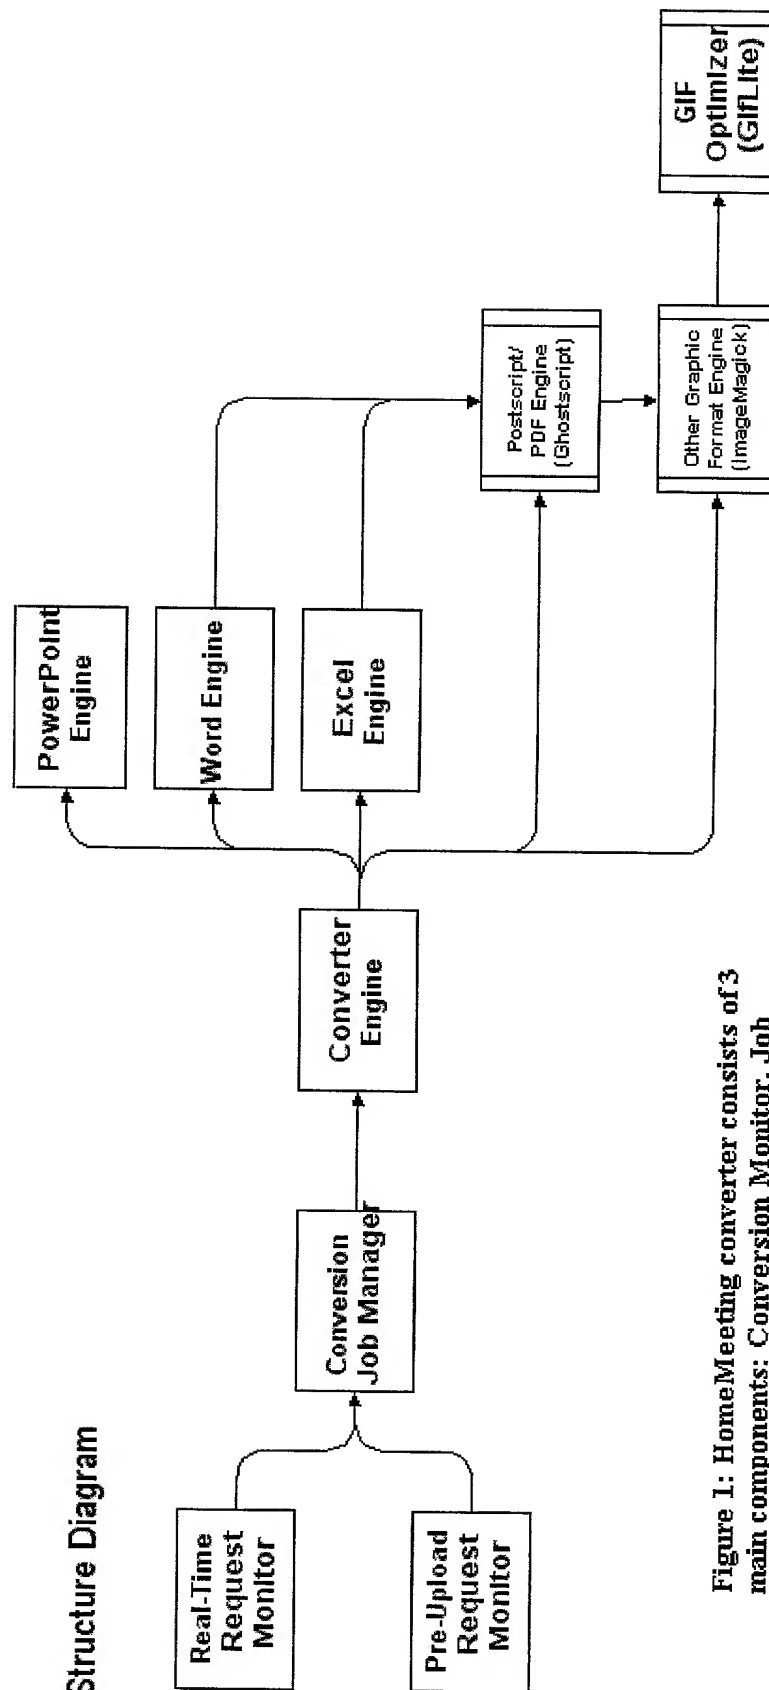 Structure Diagram
Real-Time
Request
Monitor
Pre-Upload
Request
Monitor
Conversion
Job Manager
Converter
Engine
PowerPoint
Engine
Word Engine
Excel
Engine
Postscript/
PDF Engine
(Ghostscript)
Other Graphic
Format Engine
(ImageMagick)
GIF
Optimizer
(GifLite)
Figure 1: HomeMeeting converter consists of 3
main components: Conversion Monitor, Job